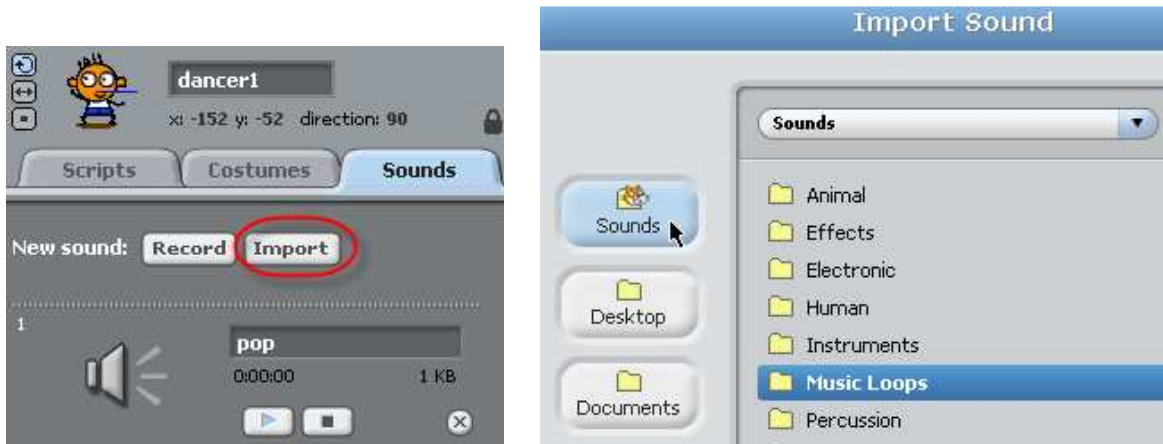 dancer1
x: -152 y: -52 direction: 90
Scripts Costumes Sounds
New sound: Record Import
1
pop
0:00:00 1 KB
Import Sound
Sounds
Sounds
Desktop
Documents
Animal
Effects
Electronic
Human
Instruments
Music Loops
Percussion